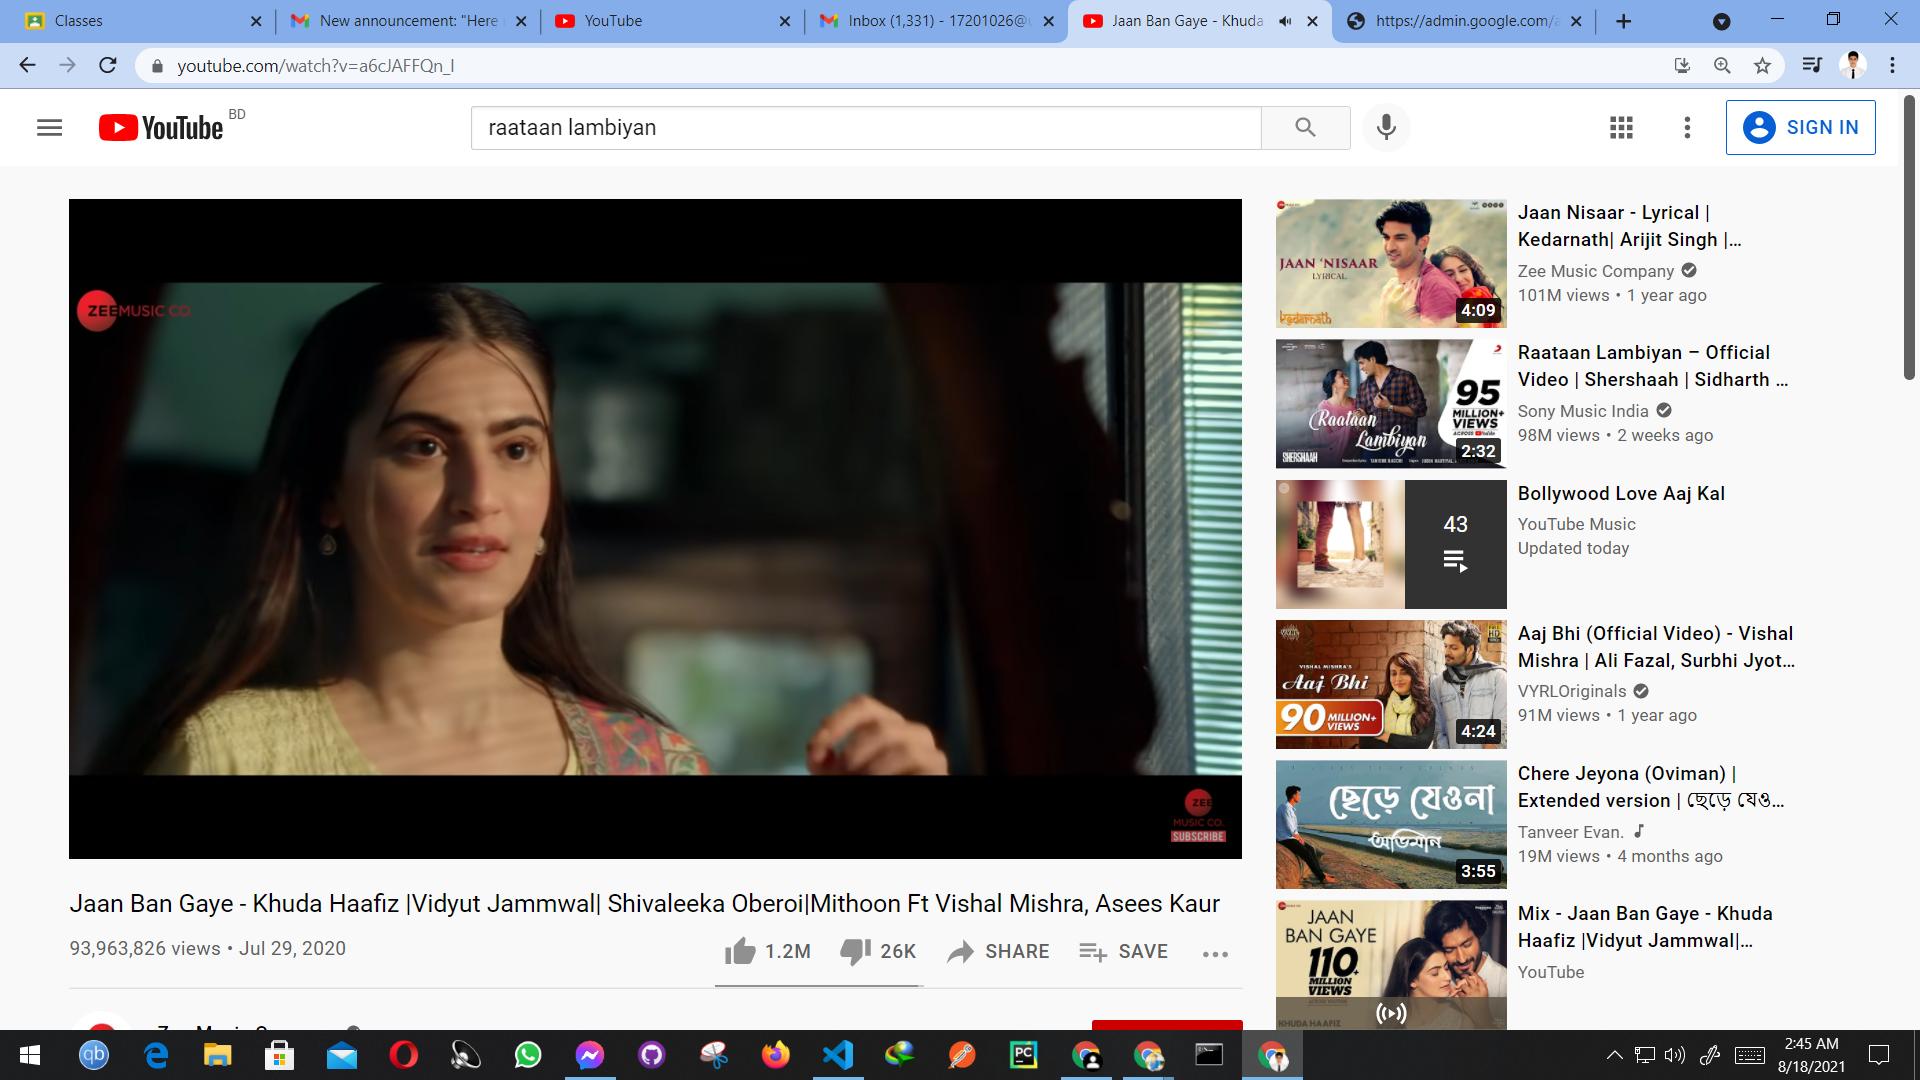 Classes
New announcement: "Here
YouTube
Inbox (1,331) - 17201026@
Jaan Ban Gaye - Khuda
https://admin.google.com/
youtube.com/watch?v=a6cJAFFQn_I
YouTube BD
raataan lambiyan
SIGN IN
ZEE MUSIC CO.
ZEE
MUSIC CO.
SUBSCRIBE
Jaan Ban Gaye - Khuda Haafiz |Vidyut Jammwal| Shivaleeka Oberoi|Mithoon Ft Vishal Mishra, Asees Kaur
93,963,826 views • Jul 29, 2020
1.2M
26K
SHARE
SAVE
JAAN 'NISAAR
LYRICAL
kedarnath
4:09
Jaan Nisaar - Lyrical |
Kedarnath| Arijit Singh |...
Zee Music Company
101M views • 1 year ago
Raataan
Lambiyan
SHERSHAAH
95
MILLION+
VIEWS
2:32
Raataan Lambiyan – Official
Video | Shershaah | Sidharth ...
Sony Music India
98M views • 2 weeks ago
43
Bollywood Love Aaj Kal
YouTube Music
Updated today
VISHAL MISHRA'S
Aaj Bhi
90 MILLION+
VIEWS
HD
4:24
Aaj Bhi (Official Video) - Vishal
Mishra | Ali Fazal, Surbhi Jyot...
VYRLOriginals
91M views • 1 year ago
ছেড়ে যেওনা
অভিমান
3:55
Chere Jeyona (Oviman) |
Extended version | ছেড়ে যেও...
Tanveer Evan.
19M views • 4 months ago
JAAN
BAN GAYE
110+
MILLION
VIEWS
KHUDA HAAFIZ
Mix - Jaan Ban Gaye - Khuda
Haafiz |Vidyut Jammwal|...
YouTube
qb
PC
2:45 AM
8/18/2021